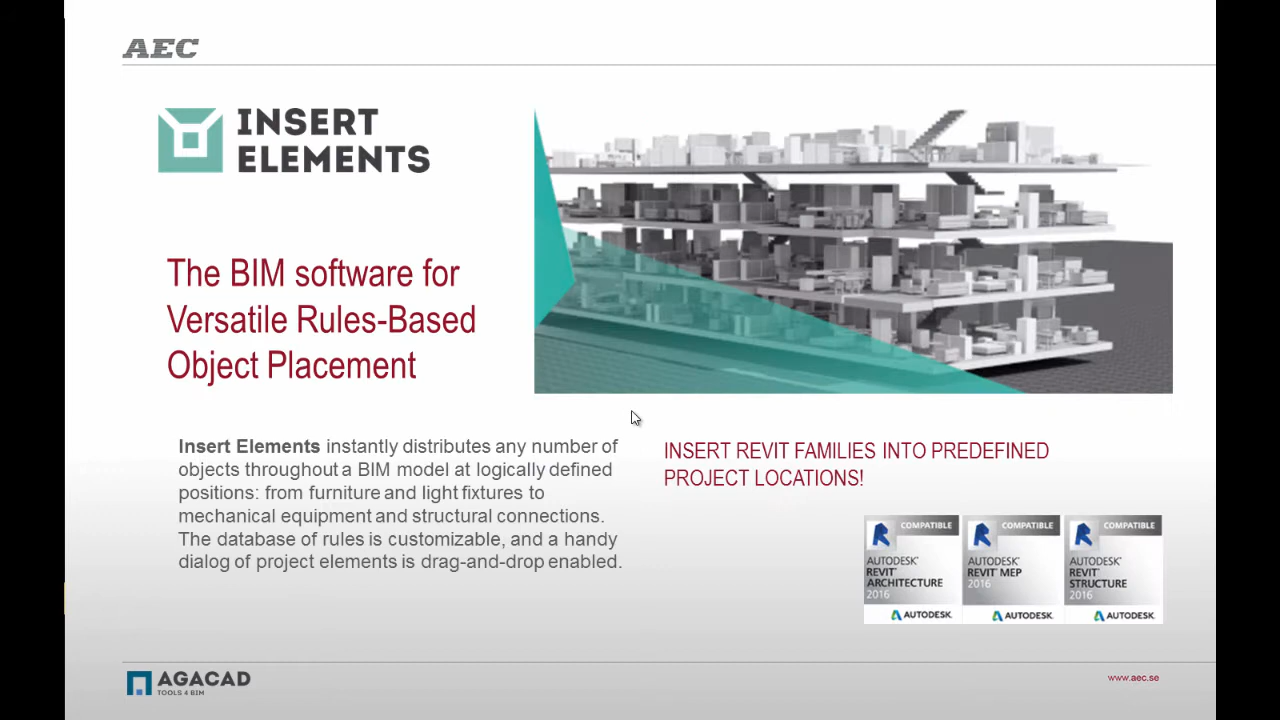 AEC
INSERT
ELEMENTS
The BIM software for
Versatile Rules-Based
Object Placement
Insert Elements instantly distributes any number of
objects throughout a BIM model at logically defined
positions: from furniture and light fixtures to
mechanical equipment and structural connections.
The database of rules is customizable, and a handy
dialog of project elements is drag-and-drop enabled.
INSERT REVIT FAMILIES INTO PREDEFINED
PROJECT LOCATIONS!
COMPATIBLE
AUTODESK®
REVIT®
ARCHITECTURE
2016
AUTODESK.
COMPATIBLE
AUTODESK®
REVIT® MEP
2016
AUTODESK.
COMPATIBLE
AUTODESK®
REVIT®
STRUCTURE
2016
AUTODESK.
AGACAD
TOOLS 4 BIM
www.aec.se